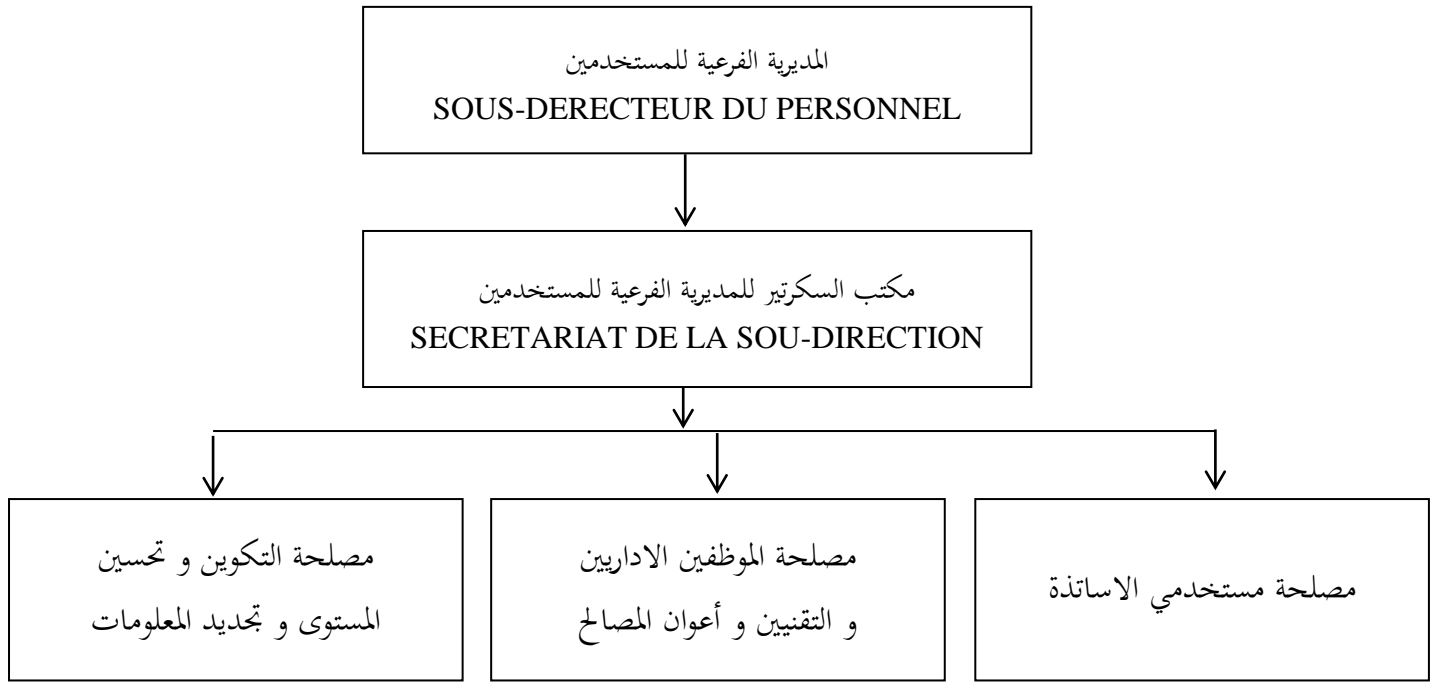 المديرية الفرعية للمستخدمين
SOUS-DERECTEUR DU PERSONNEL
مكتب السكرتير للمديرية الفرعية للمستخدمين
SECRETARIAT DE LA SOU-DIRECTION
مصلحة مستخدمي الاساتذة
مصلحة الموظفين الاداريين
و التقنيين و أعوان المصالح
مصلحة التكوين و تحسين
المستوى و تجديد المعلومات